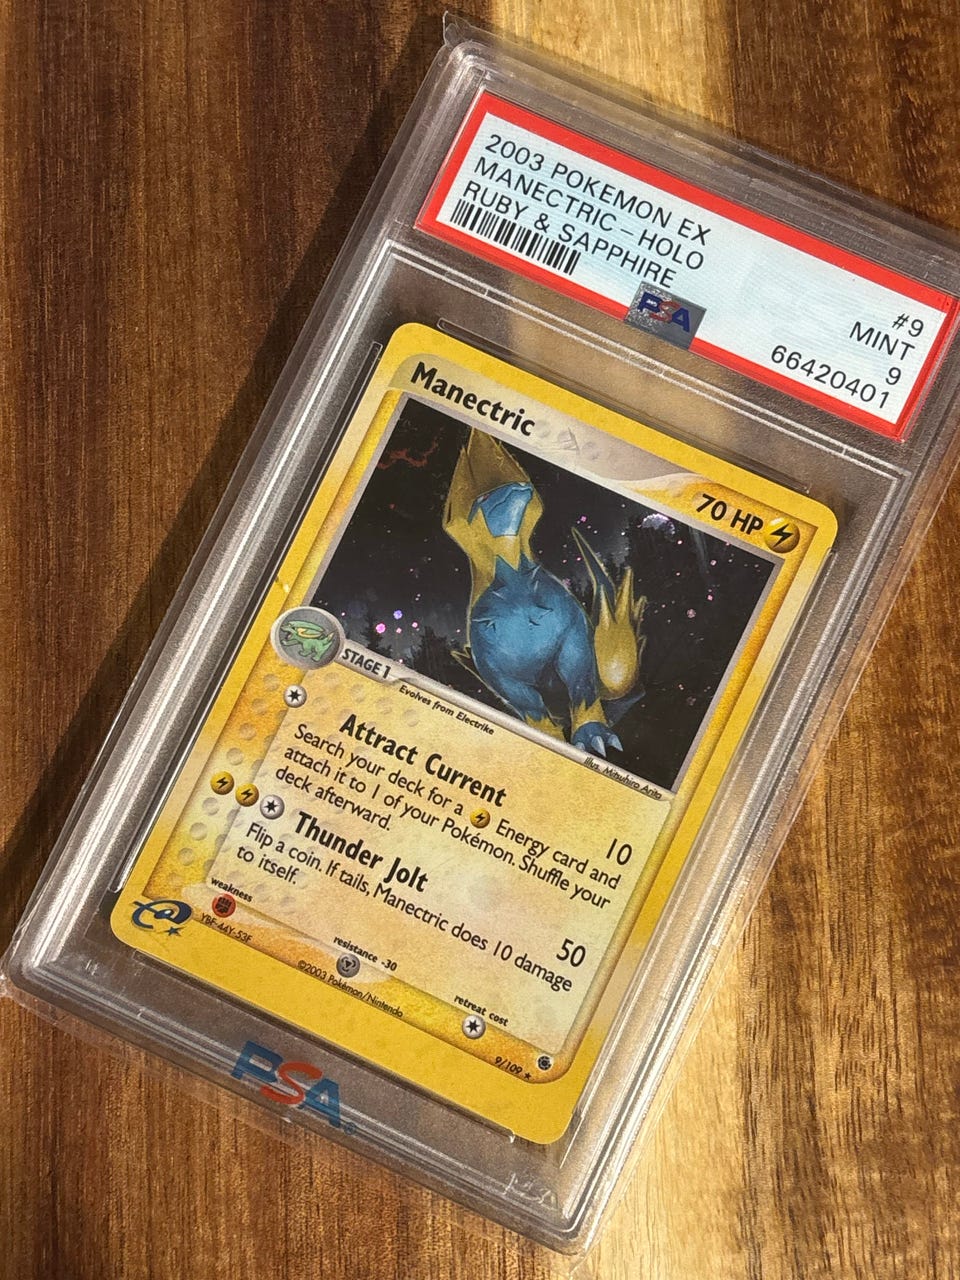 2003 POKEMON EX
MANECTRIC-HOLO
RUBY & SAPPHIRE
#9
MINT
9
66420401
PSA
Manectric
70 HP
STAGE 1
Evolves from Electrike
Illus. Mitsuhiro Arita
Attract Current
10
Search your deck for a Energy card and
attach it to 1 of your Pokémon. Shuffle your
deck afterward.
Thunder Jolt
50
Flip a coin. If tails, Manectric does 10 damage
to itself.
weakness
resistance -30
retreat cost
e
YBF-44Y-53F
©2003 Pokémon/Nintendo
9/109 ★
PSA